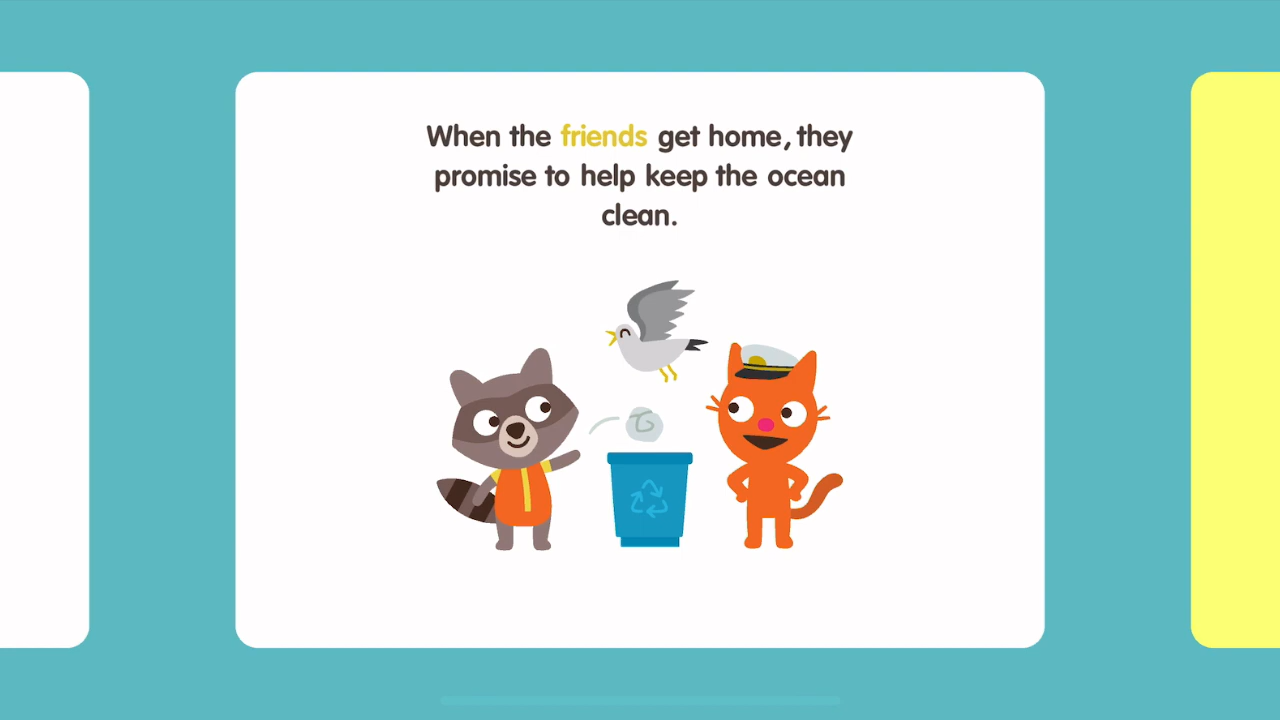 When the friends get home, they
promise to help keep the ocean
clean.